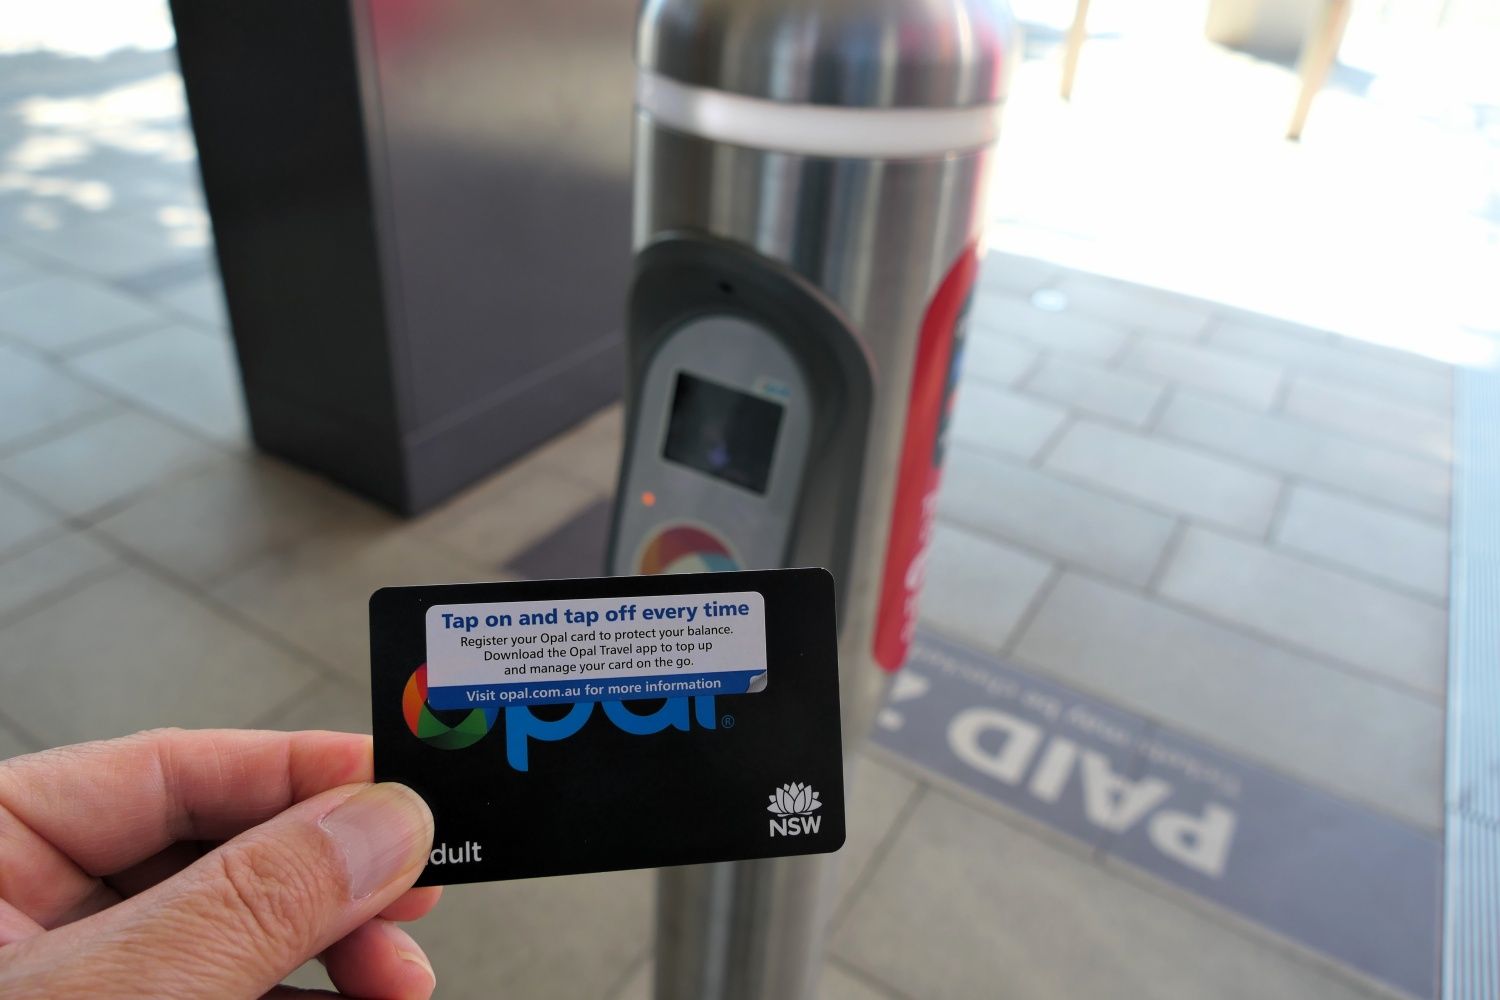 Tap on and tap off every time
Register your Opal card to protect your balance.
Download the Opal Travel app to top up
and manage your card on the go.
Visit opal.com.au for more information
opal®
NSW
dult
PAID